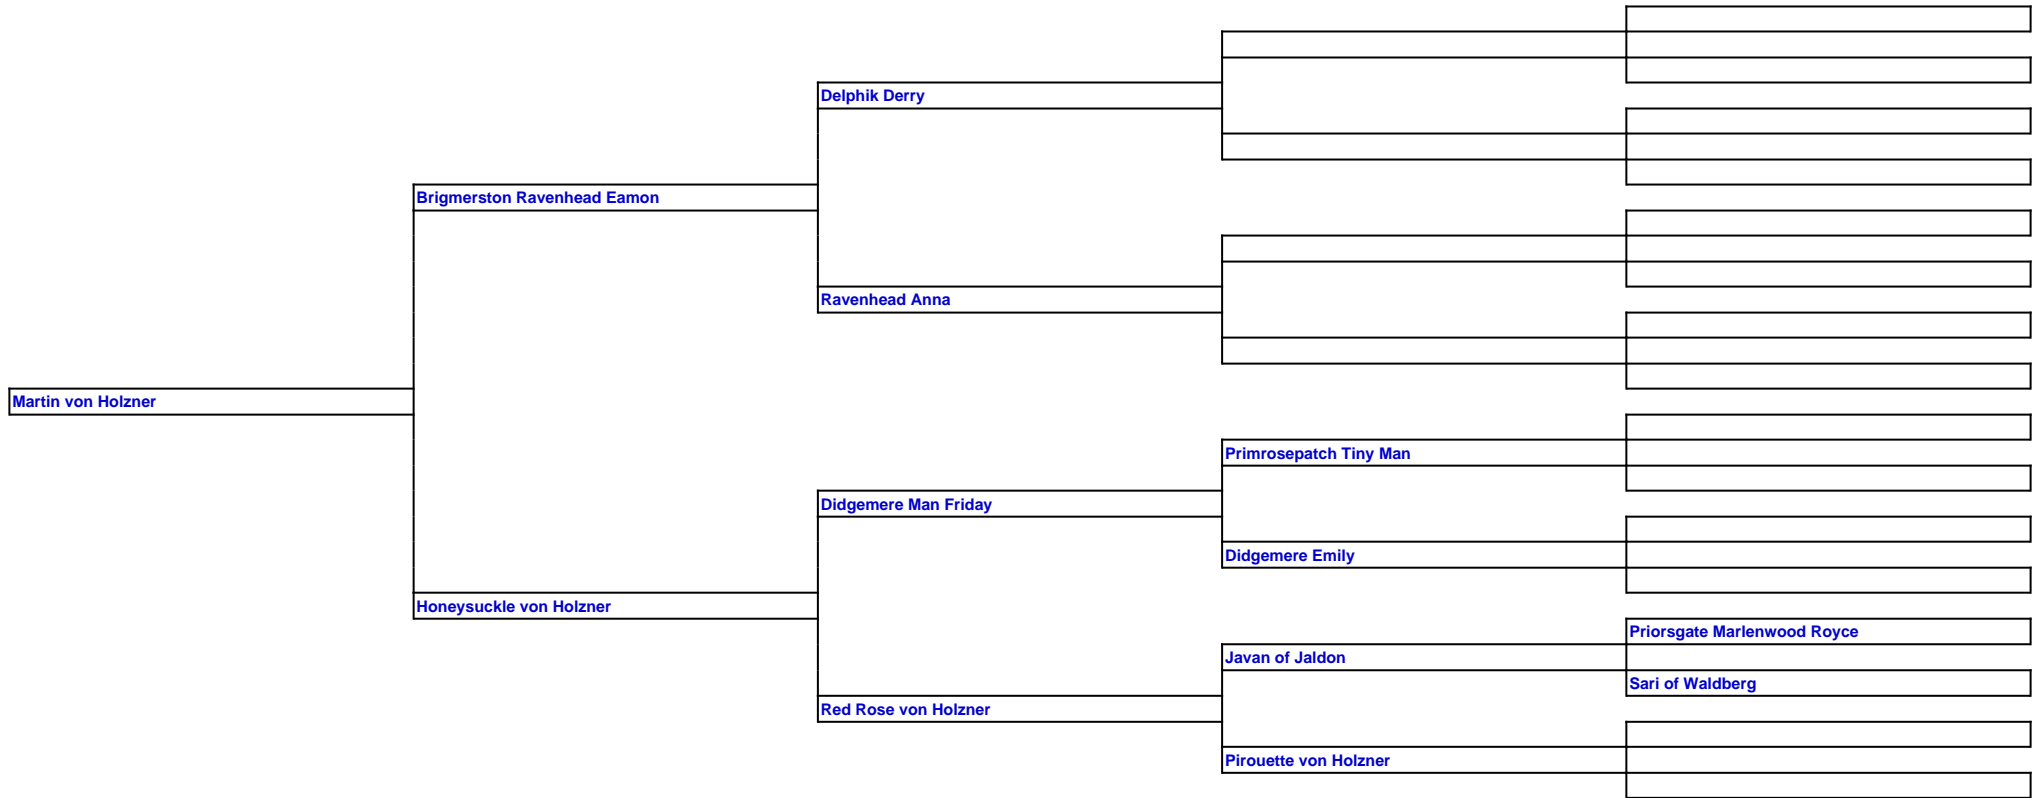 Delphik Derry
Brigmerston Ravenhead Eamon
Ravenhead Anna
Martin von Holzner
Primrosepatch Tiny Man
Didgemere Man Friday
Didgemere Emily
Honeysuckle von Holzner
Priorsgate Marlenwood Royce
Javan of Jaldon
Sari of Waldberg
Red Rose von Holzner
Pirouette von Holzner